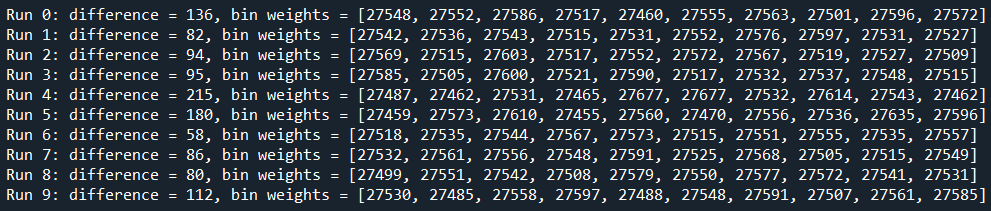 Run 0: difference = 136, bin weights = [27548, 27552, 27586, 27517, 27460, 27555, 27563, 27501, 27596, 27572]
Run 1: difference = 82, bin weights = [27542, 27536, 27543, 27515, 27531, 27552, 27576, 27597, 27531, 27527]
Run 2: difference = 94, bin weights = [27569, 27515, 27603, 27517, 27552, 27572, 27567, 27519, 27527, 27509]
Run 3: difference = 95, bin weights = [27585, 27505, 27600, 27521, 27590, 27517, 27532, 27537, 27548, 27515]
Run 4: difference = 215, bin weights = [27487, 27462, 27531, 27465, 27677, 27677, 27532, 27614, 27543, 27462]
Run 5: difference = 180, bin weights = [27459, 27573, 27610, 27455, 27560, 27470, 27556, 27536, 27635, 27596]
Run 6: difference = 58, bin weights = [27518, 27535, 27544, 27567, 27573, 27515, 27551, 27555, 27535, 27557]
Run 7: difference = 86, bin weights = [27532, 27561, 27556, 27548, 27591, 27525, 27568, 27505, 27515, 27549]
Run 8: difference = 80, bin weights = [27499, 27551, 27542, 27508, 27579, 27550, 27577, 27572, 27541, 27531]
Run 9: difference = 112, bin weights = [27530, 27485, 27558, 27597, 27488, 27548, 27591, 27507, 27561, 27585]